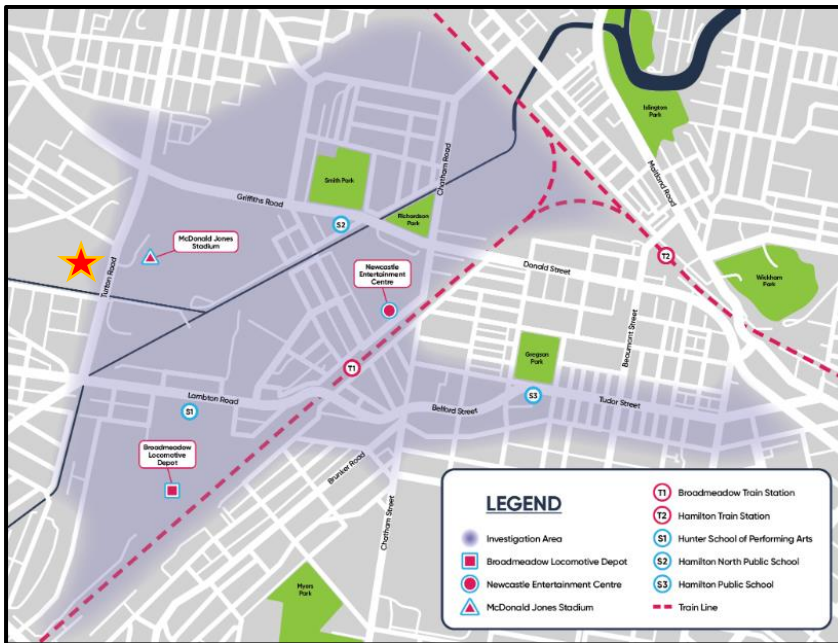 Islington
Park
Maitland Road
Chatham Road
Smith Park
Griffiths Road
S2
Richardson
Park
McDonald Jones
Stadium
Turton Road
Newcastle
Entertainment
Centre
Donald Street
T2
Wickham
Park
Beaumont Street
T1
Gregson
Park
Lambton Road
S1
S3
Tudor Street
Belford Street
Broadmeadow
Locomotive
Depot
Brunker Road
Chatham Street
Myers
Park
LEGEND
Investigation Area
Broadmeadow Locomotive Depot
Newcastle Entertainment Centre
McDonald Jones Stadium
T1 Broadmeadow Train Station
T2 Hamilton Train Station
S1 Hunter School of Performing Arts
S2 Hamilton North Public School
S3 Hamilton Public School
Train Line